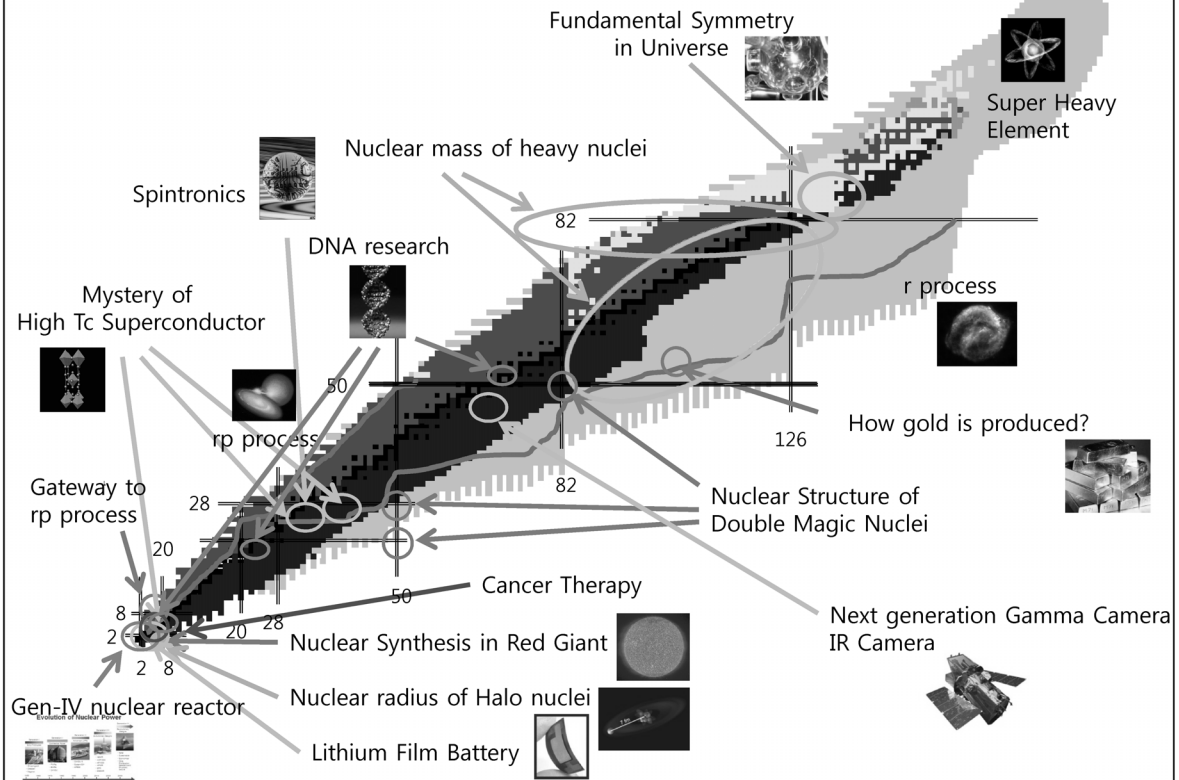 Fundamental Symmetry
in Universe
Super Heavy
Element
Nuclear mass of heavy nuclei
Spintronics
82
DNA research
r process
Mystery of
High Tc Superconductor
50
How gold is produced?
rp process
126
82
Gateway to
rp process
28
Nuclear Structure of
Double Magic Nuclei
20
Cancer Therapy
50
8
20
28
Next generation Gamma Camera
IR Camera
2
Nuclear Synthesis in Red Giant
2
8
Nuclear radius of Halo nuclei
Gen-IV nuclear reactor
Evolution of Nuclear Power
Lithium Film Battery